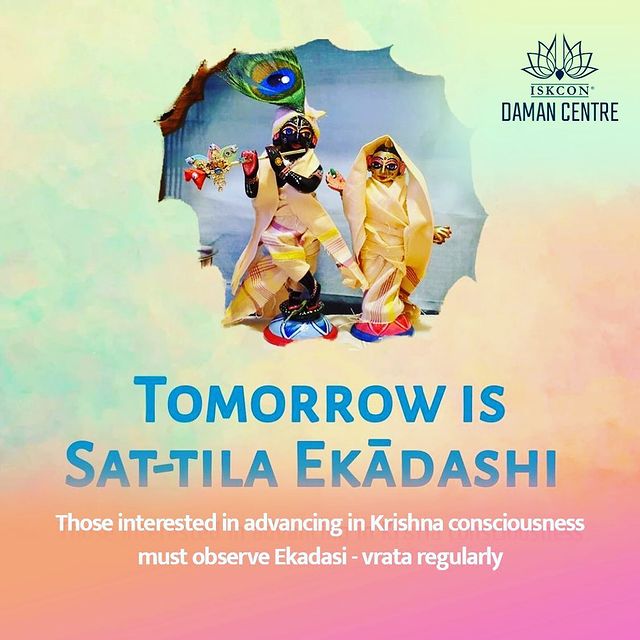 ISKCON®
DAMAN CENTRE
TOMORROW IS
SAT-TILA EKĀDASHI
Those interested in advancing in Krishna consciousness
must observe Ekadasi - vrata regularly